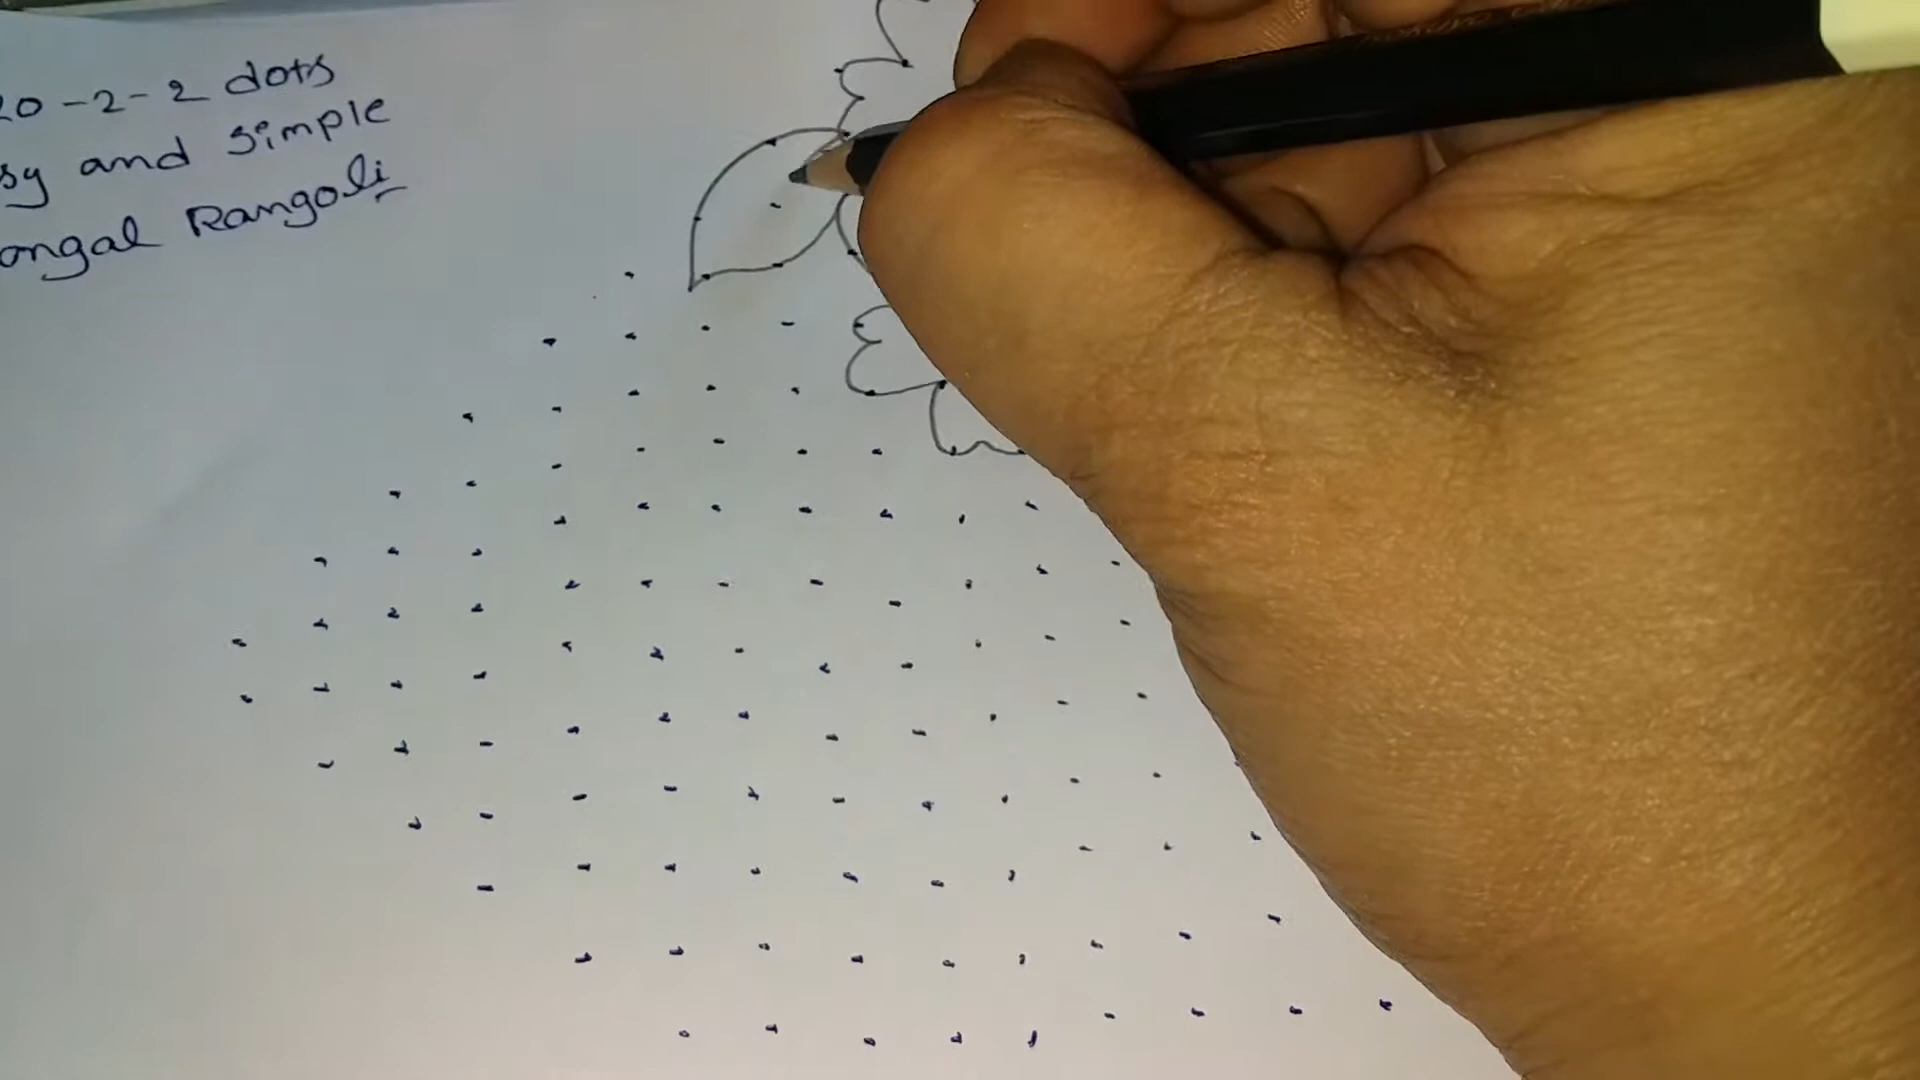 20-2-2 dots
sy and simple
ongal Rangoli